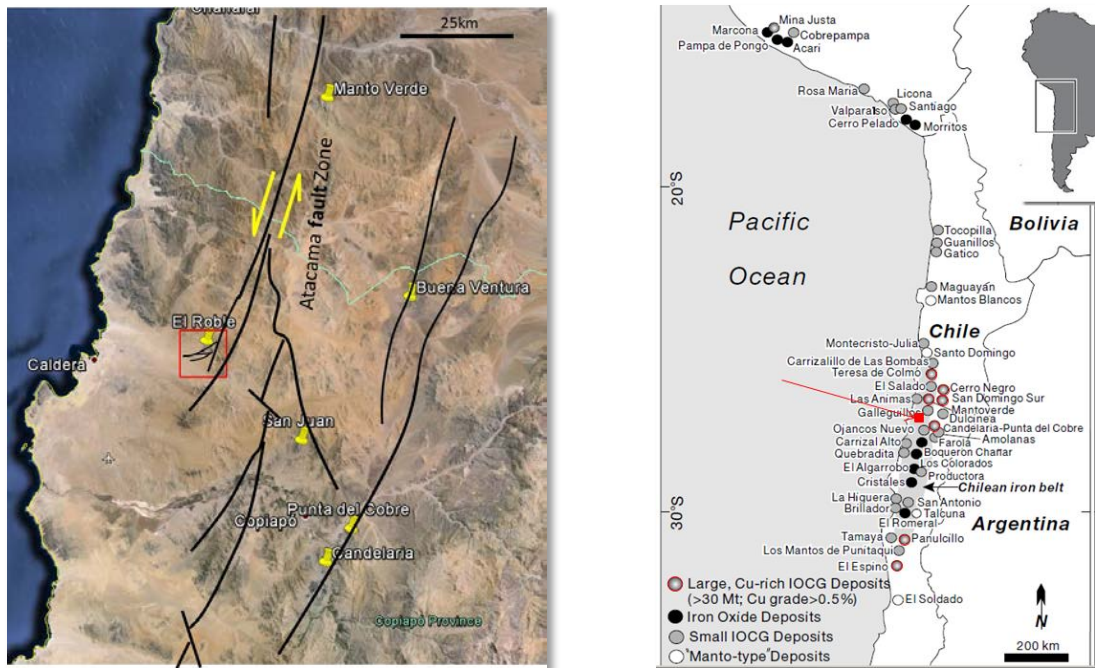 Chañaral
25km
Manto Verde
Atacama fault Zone
Buena Ventura
El Roble
Caldera
San Juan
Punta del Cobre
Copiapó
Candelaria
Copiapó Province
Mina Justa
Marcona
Cobrepampa
Pampa de Pongo
Acari
Rosa Maria
Licona
Valparaiso
Santiago
Cerro Pelado
Morritos
20°S
Pacific
Ocean
Bolivia
Tocopilla
Guanillos
Gatico
Maguayán
Mantos Blancos
Chile
Montecristo-Julia
Santo Domingo
Carrizalillo de Las Bombas
Teresa de Colmó
El Salado
Cerro Negro
Las Animas
San Domingo Sur
Galleguillos
Mantoverde
Dulcinea
Ojancos Nuevo
Candelaria-Punta del Cobre
Carrizal Alto
Farola
Amolanas
Quebradita
Boqueron Chañar
El Algarrobo
Los Colorados
Productora
Cristales
Chilean iron belt
La Higuera
San Antonio
Brillador
Talcuna
30°S
El Romeral
Argentina
Tamaya
Panulcillo
Los Mantos de Punitaqui
El Espino
Large, Cu-rich IOCG Deposits
(>30 Mt; Cu grade>0.5%)
El Soldado
Iron Oxide Deposits
Small IOCG Deposits
"Manto-type" Deposits
N
200 km